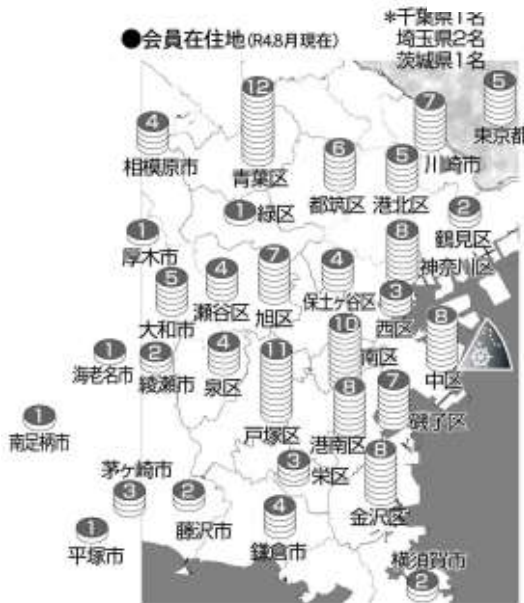 *千葉県1名
●会員在住地(R4.8月現在)
埼玉県2名
茨城県1名
5
東京都
12
青葉区
7
川崎市
4
相模原市
6
都筑区
5
港北区
1
緑区
2
鶴見区
1
厚木市
8
神奈川区
5
大和市
4
瀬谷区
7
旭区
4
保土ヶ谷区
3
西区
1
海老名市
2
綾瀬市
4
泉区
11
戸塚区
10
南区
8
中区
1
南足柄市
8
港南区
7
磯子区
茅ヶ崎市
3
2
藤沢市
3
栄区
8
金沢区
1
平塚市
4
鎌倉市
横須賀市
2